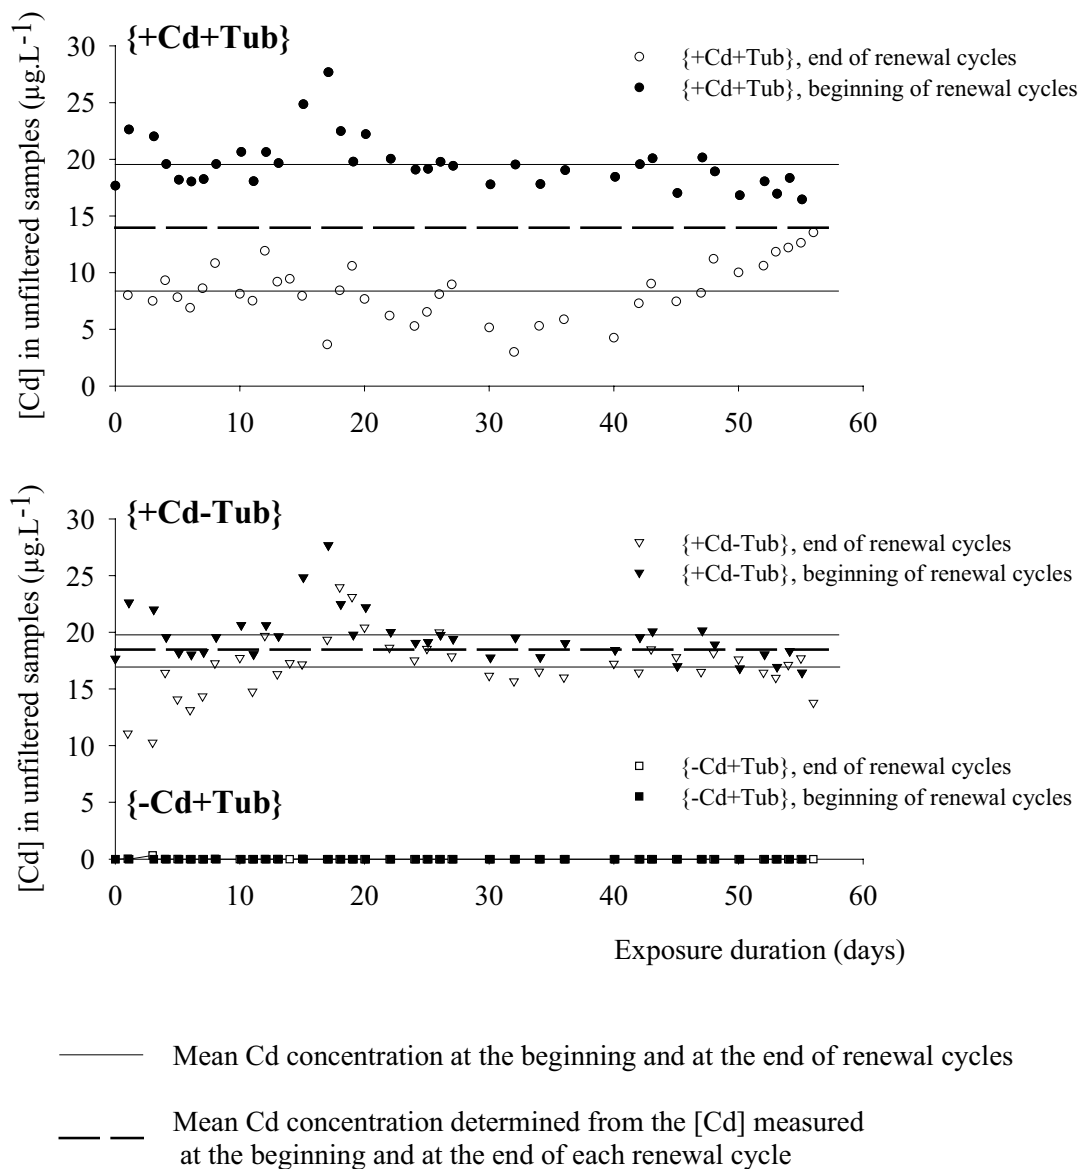 {+Cd+Tub}
{+Cd+Tub}, end of renewal cycles
{+Cd+Tub}, beginning of renewal cycles
[Cd] in unfiltered samples (µg.L-1)
30
25
20
15
10
5
0
0 10 20 30 40 50 60
{+Cd-Tub}
{+Cd-Tub}, end of renewal cycles
{+Cd-Tub}, beginning of renewal cycles
[Cd] in unfiltered samples (µg.L-1)
30
25
20
15
10
5
0
{-Cd+Tub}, end of renewal cycles
{-Cd+Tub}, beginning of renewal cycles
{-Cd+Tub}
0 10 20 30 40 50 60
Exposure duration (days)
Mean Cd concentration at the beginning and at the end of renewal cycles
Mean Cd concentration determined from the [Cd] measured
at the beginning and at the end of each renewal cycle